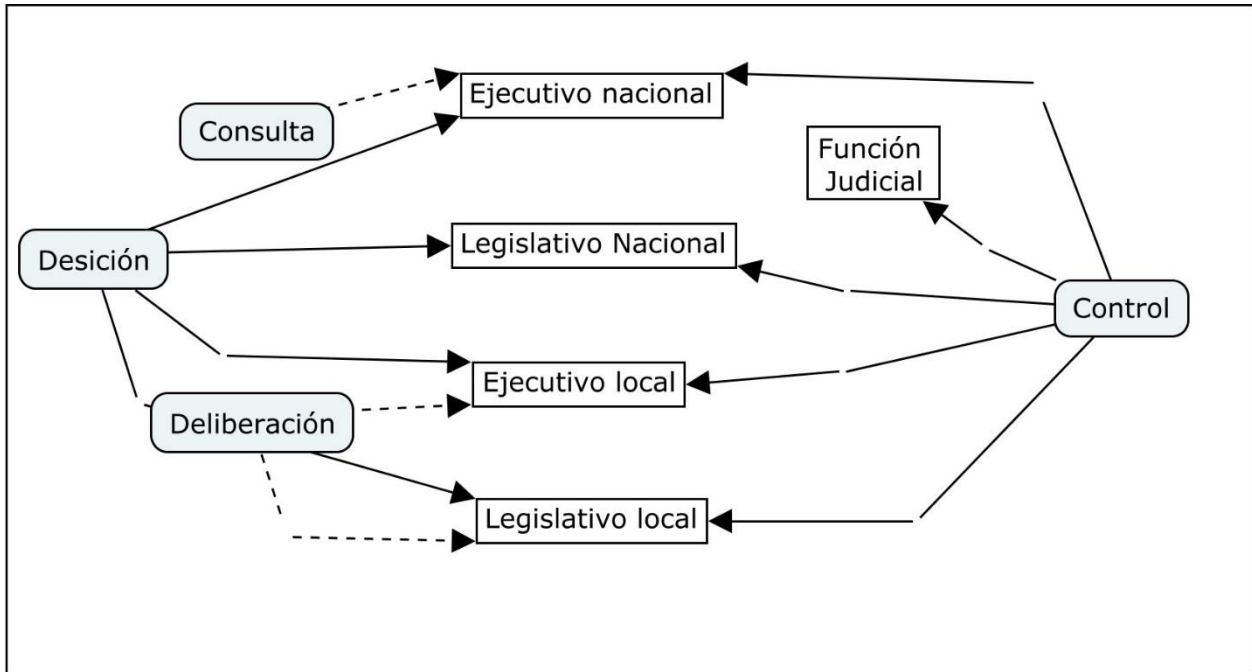 Ejecutivo nacional
Consulta
Función
Judicial
Legislativo Nacional
Desición
Control
Ejecutivo local
Deliberación
Legislativo local